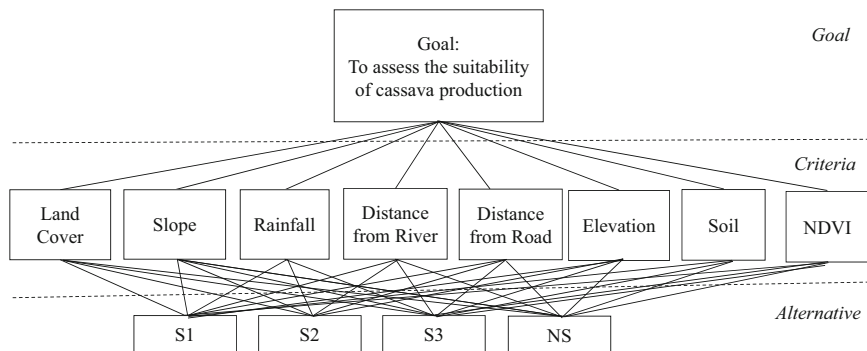 Goal:
To assess the suitability
of cassava production
Goal
Criteria
Land
Cover
Slope
Rainfall
Distance
from River
Distance
from Road
Elevation
Soil
NDVI
Alternative
S1
S2
S3
NS